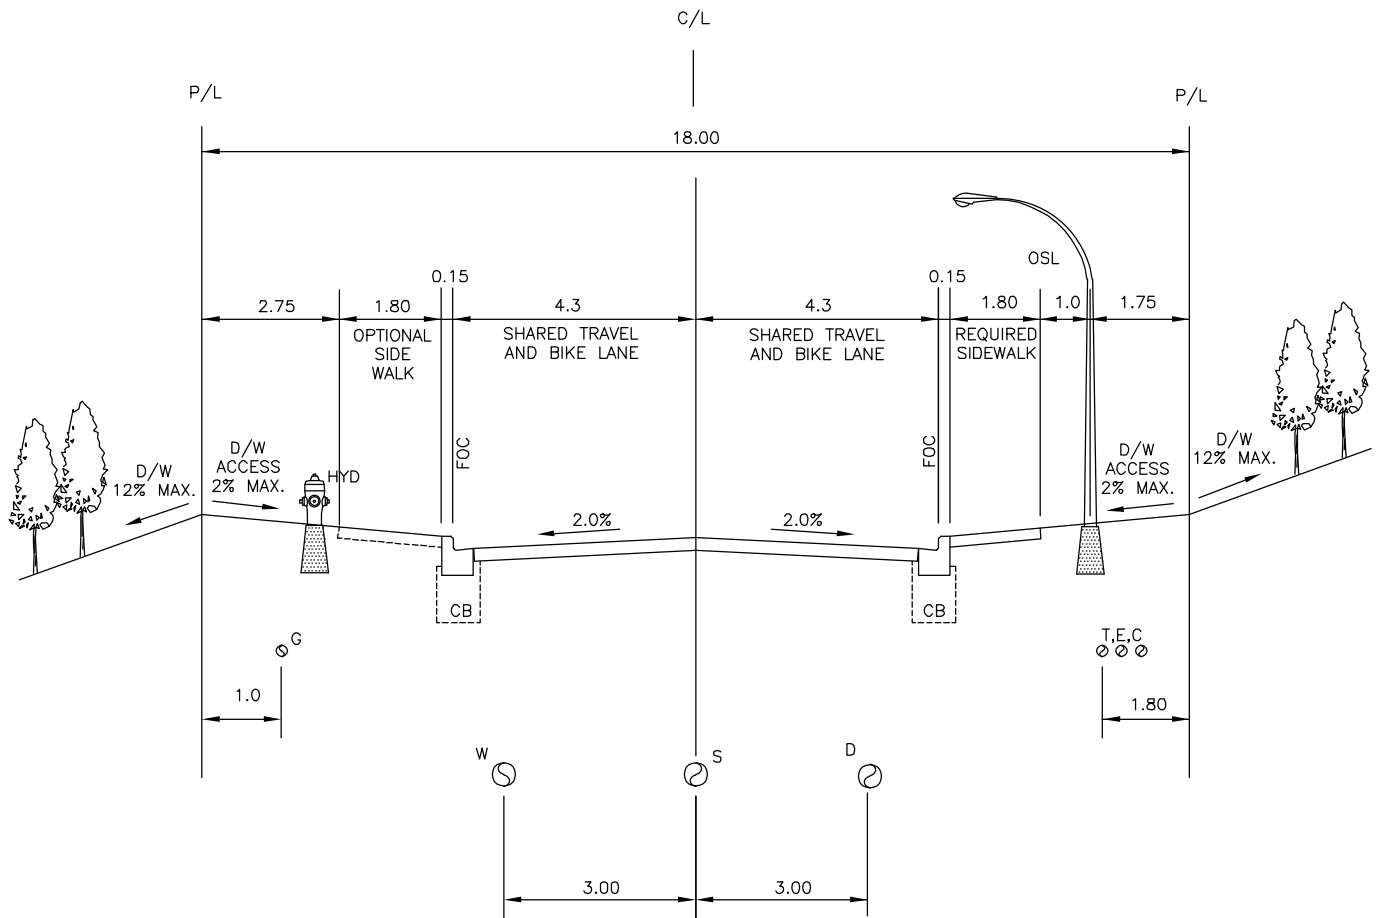 C/L
P/L
P/L
18.00
OSL
0.15
0.15
2.75
1.80
4.3
4.3
1.80
1.0
1.75
OPTIONAL
SIDE
WALK
SHARED TRAVEL
AND BIKE LANE
SHARED TRAVEL
AND BIKE LANE
REQUIRED
SIDEWALK
FOC
FOC
D/W
12% MAX.
D/W
ACCESS
2% MAX.
HYD
D/W
ACCESS
2% MAX.
D/W
12% MAX.
2.0%
2.0%
CB
CB
G
T,E,C
1.0
1.80
W
S
D
3.00
3.00